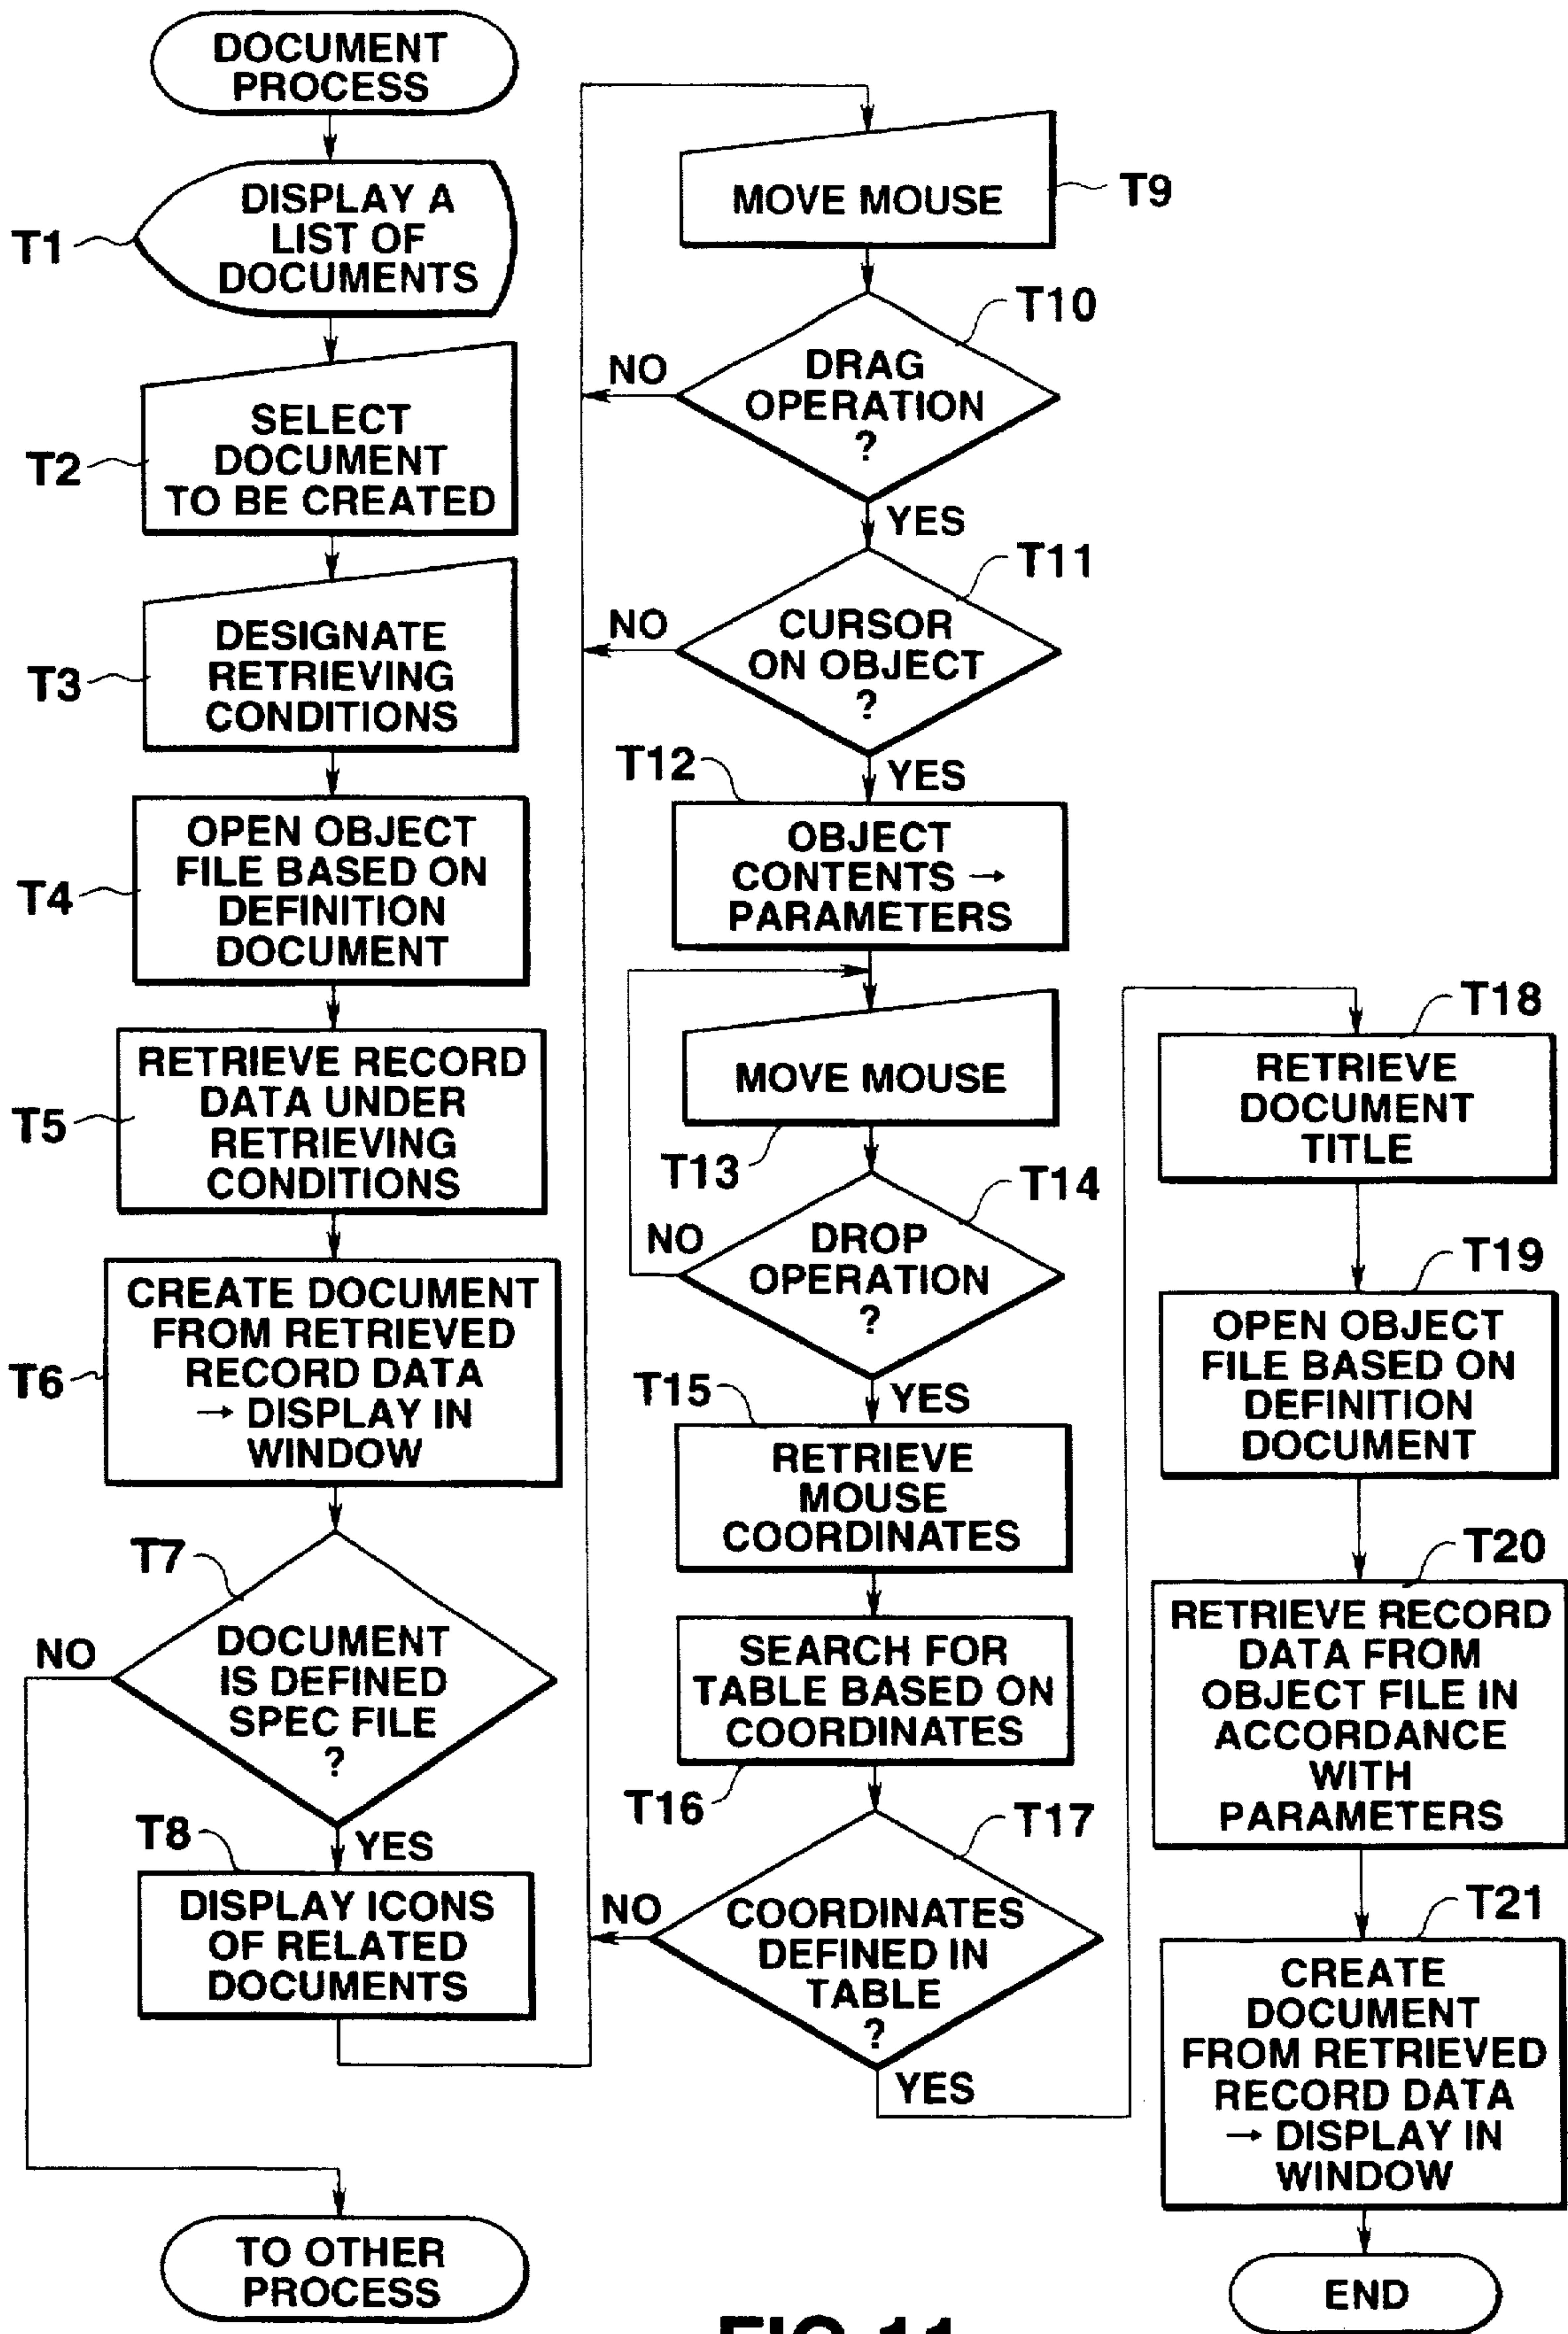 DOCUMENT
PROCESS
T1
DISPLAY A
LIST OF
DOCUMENTS
T2
SELECT
DOCUMENT
TO BE CREATED
T3
DESIGNATE
RETRIEVING
CONDITIONS
T4
OPEN OBJECT
FILE BASED ON
DEFINITION
DOCUMENT
T5
RETRIEVE RECORD
DATA UNDER
RETRIEVING
CONDITIONS
T6
CREATE DOCUMENT
FROM RETRIEVED
RECORD DATA
→ DISPLAY IN
WINDOW
T7
NO
DOCUMENT
IS DEFINED
SPEC FILE
?
YES
T8
DISPLAY ICONS
OF RELATED
DOCUMENTS
TO OTHER
PROCESS
MOVE MOUSE
T9
T10
NO
DRAG
OPERATION
?
YES
T11
NO
CURSOR
ON OBJECT
?
YES
T12
OBJECT
CONTENTS →
PARAMETERS
MOVE MOUSE
T13
T14
NO
DROP
OPERATION
?
YES
T15
RETRIEVE
MOUSE
COORDINATES
SEARCH FOR
TABLE BASED ON
COORDINATES
T16
T17
NO
COORDINATES
DEFINED IN
TABLE
?
YES
T18
RETRIEVE
DOCUMENT
TITLE
T19
OPEN OBJECT
FILE BASED ON
DEFINITION
DOCUMENT
T20
RETRIEVE RECORD
DATA FROM
OBJECT FILE IN
ACCORDANCE
WITH
PARAMETERS
T21
CREATE
DOCUMENT
FROM RETRIEVED
RECORD DATA
→ DISPLAY IN
WINDOW
END
FIG.11